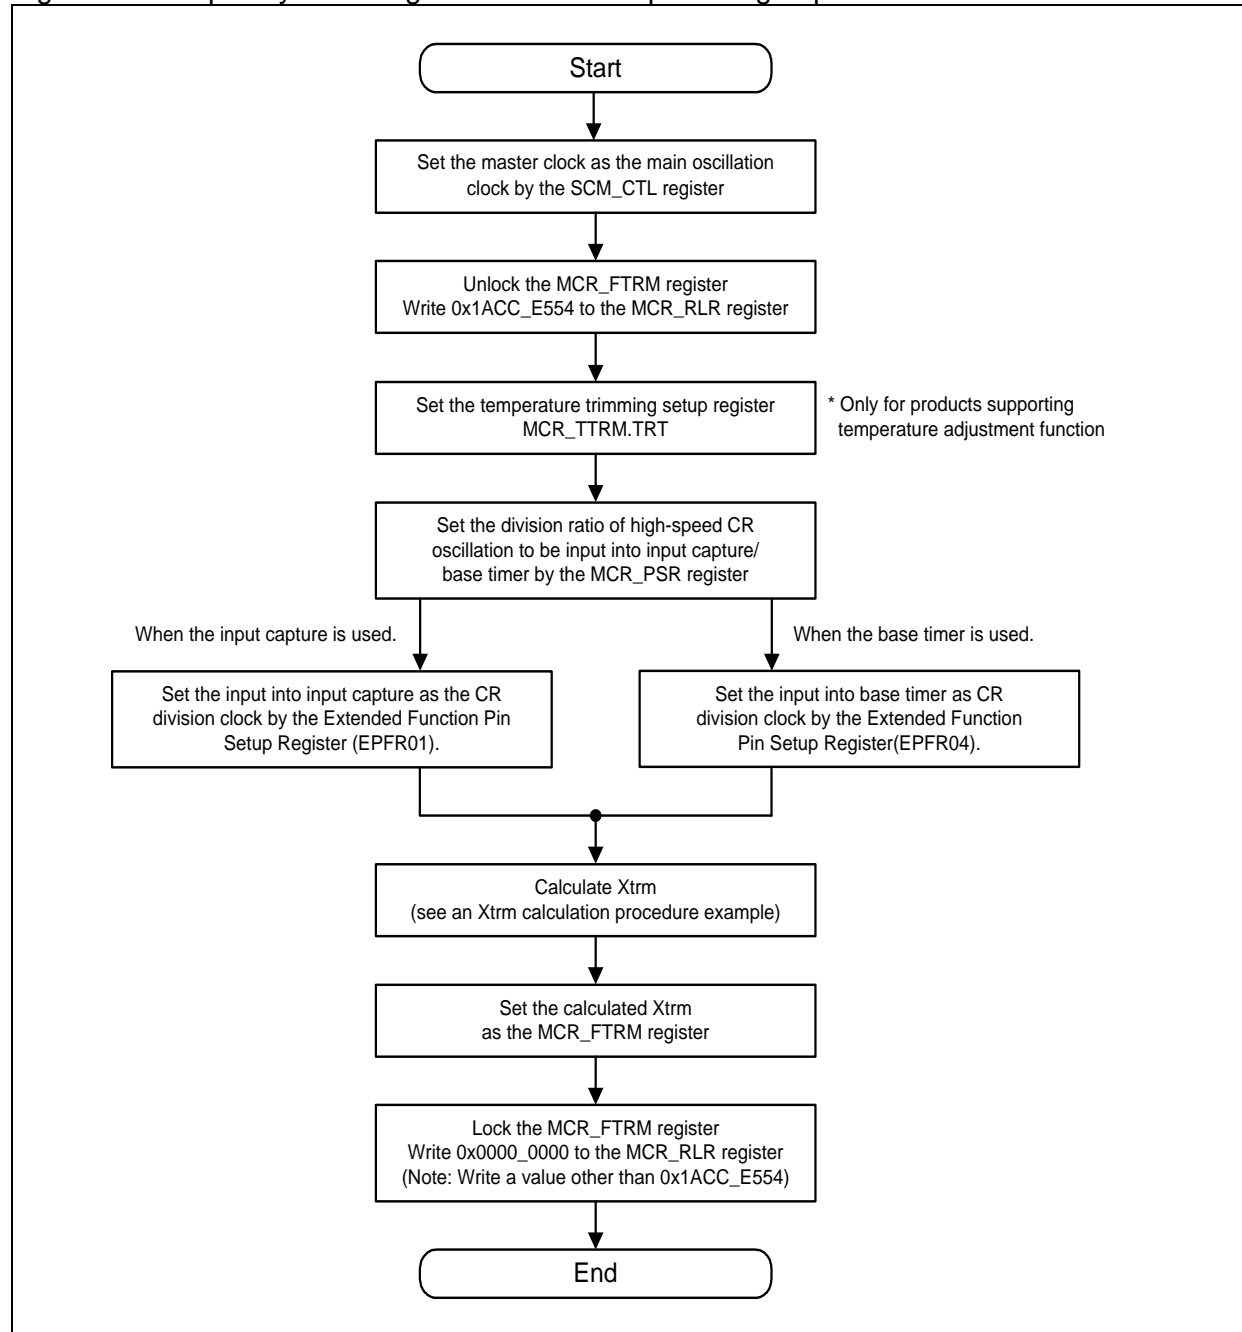 Start
Set the master clock as the main oscillation
clock by the SCM_CTL register
Unlock the MCR_FTRM register
Write 0x1ACC_E554 to the MCR_RLR register
Set the temperature trimming setup register
MCR_TTRM.TRT
* Only for products supporting
temperature adjustment function
Set the division ratio of high-speed CR
oscillation to be input into input capture/
base timer by the MCR_PSR register
When the input capture is used.
When the base timer is used.
Set the input into input capture as the CR
division clock by the Extended Function Pin
Setup Register (EPFR01).
Set the input into base timer as CR
division clock by the Extended Function
Pin Setup Register(EPFR04).
Calculate Xtrm
(see an Xtrm calculation procedure example)
Set the calculated Xtrm
as the MCR_FTRM register
Lock the MCR_FTRM register
Write 0x0000_0000 to the MCR_RLR register
(Note: Write a value other than 0x1ACC_E554)
End